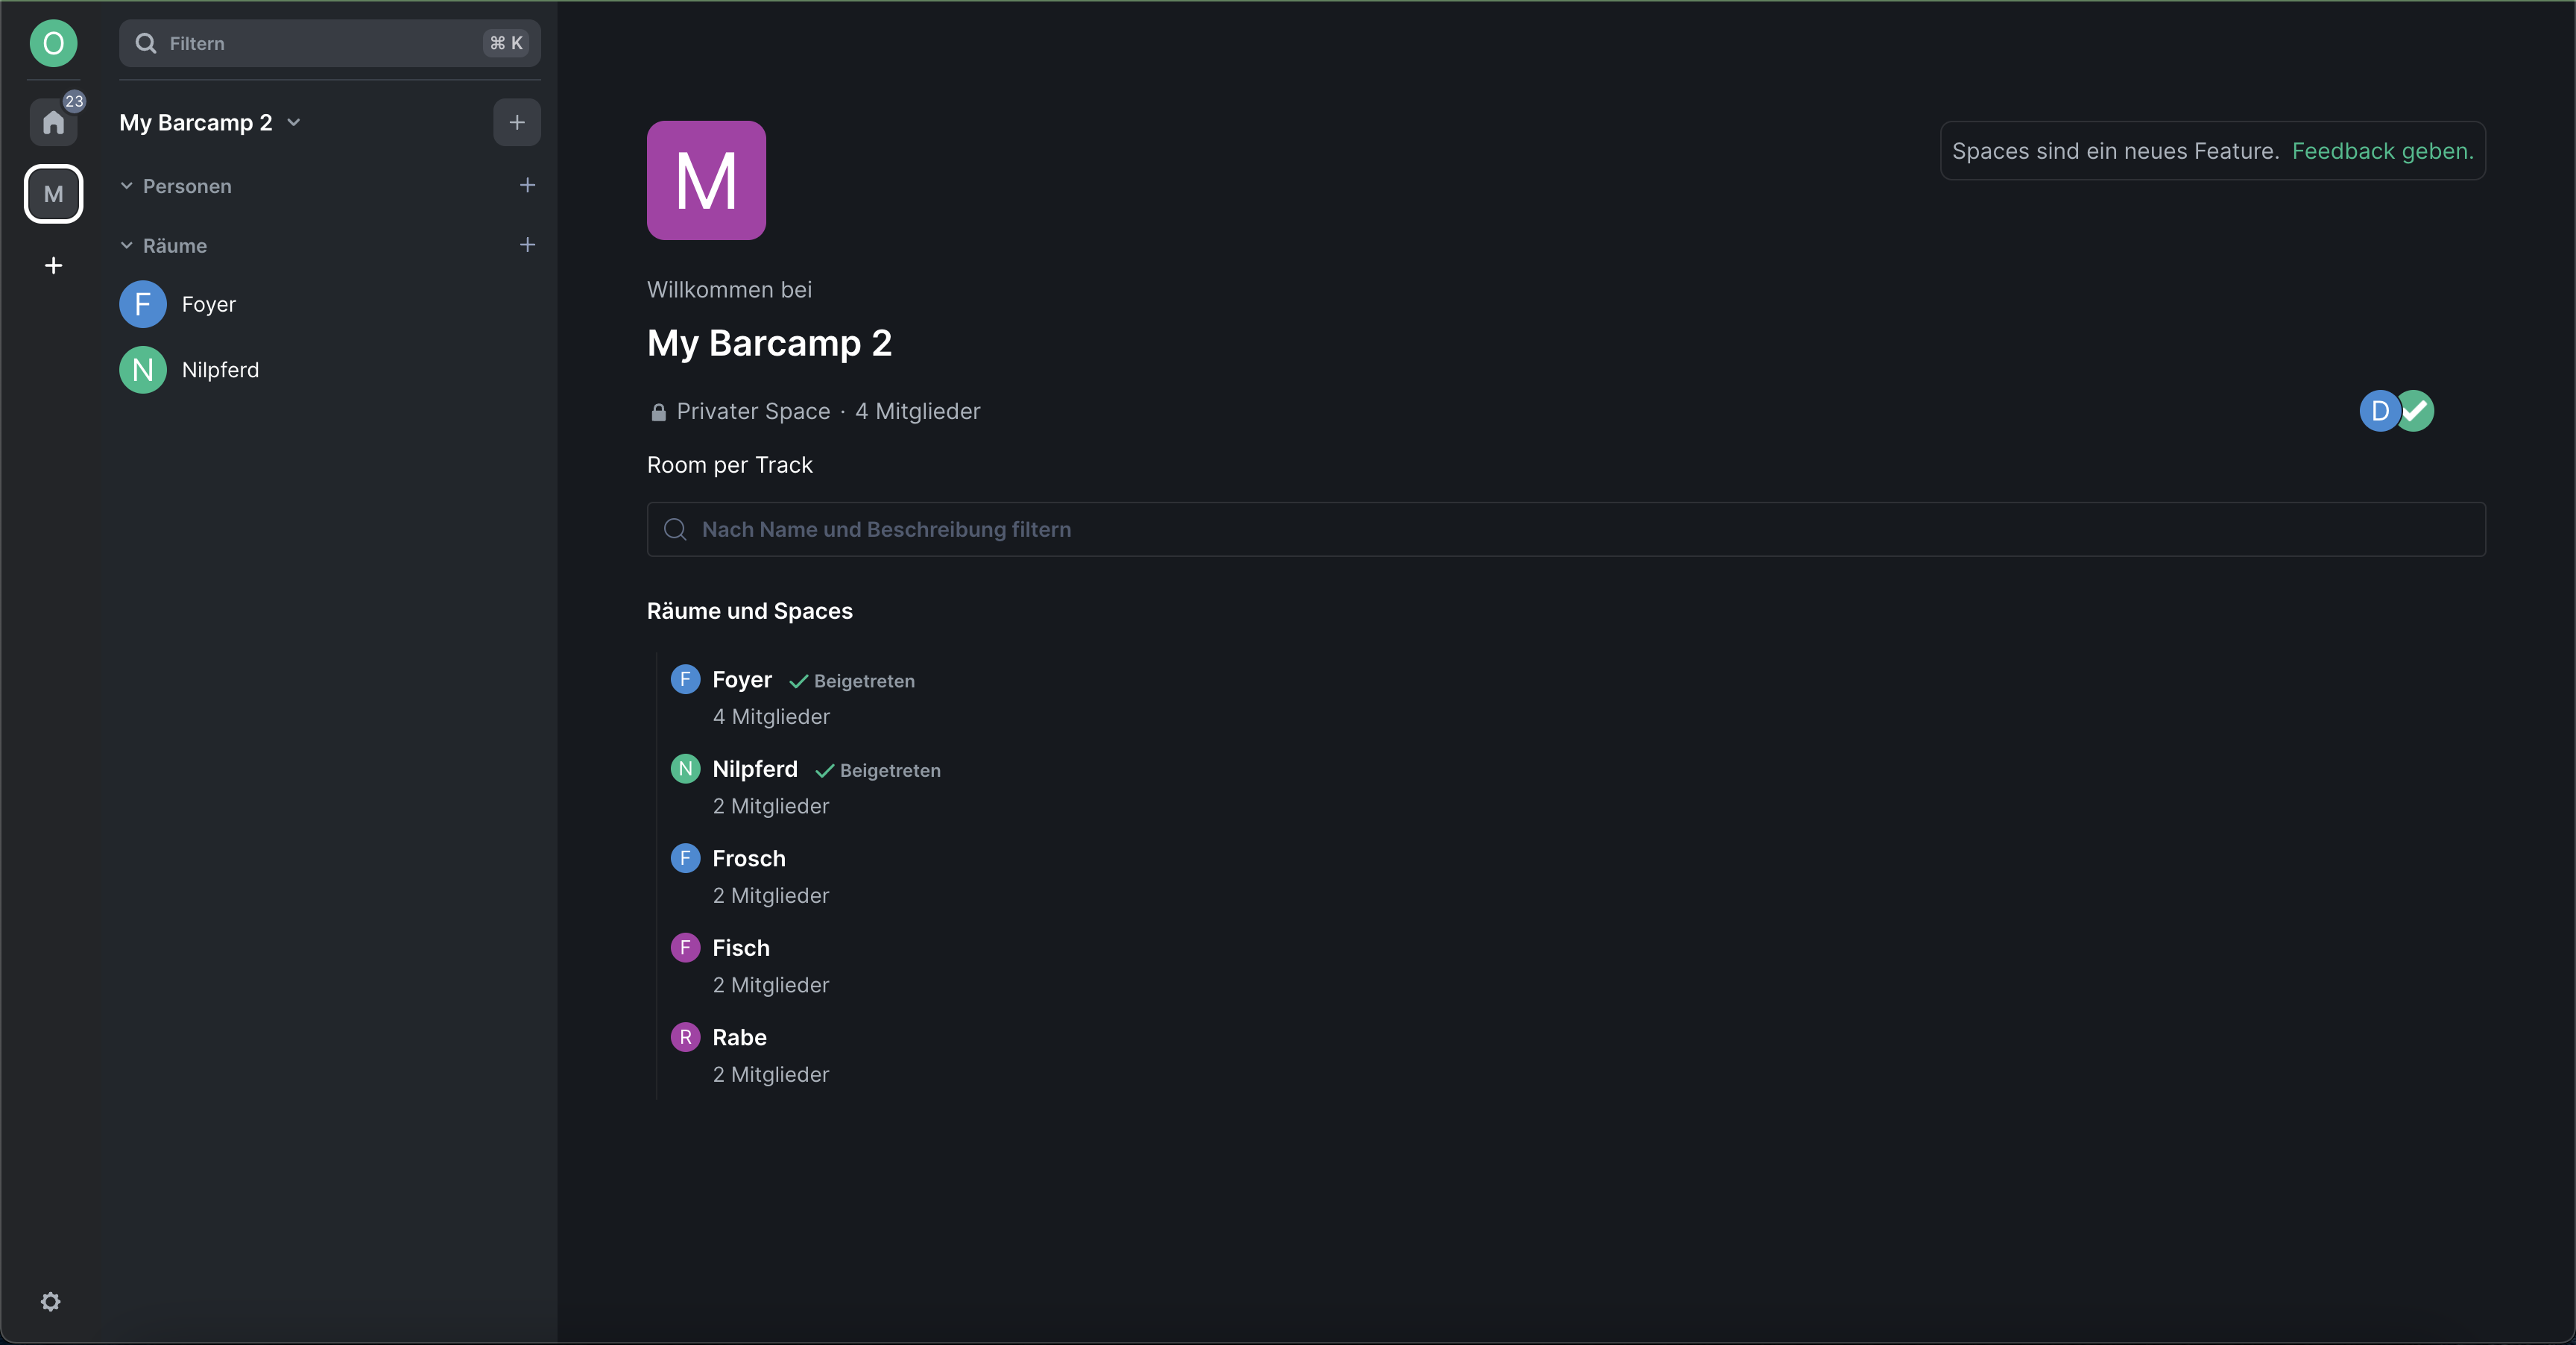 O
Filtern
⌘ K
23
My Barcamp 2
M
Personen
Räume
F Foyer
N Nilpferd
M
Spaces sind ein neues Feature. Feedback geben.
Willkommen bei
My Barcamp 2
Privater Space · 4 Mitglieder
D
Room per Track
Nach Name und Beschreibung filtern
Räume und Spaces
F Foyer Beigetreten
4 Mitglieder
N Nilpferd Beigetreten
2 Mitglieder
F Frosch
2 Mitglieder
F Fisch
2 Mitglieder
R Rabe
2 Mitglieder